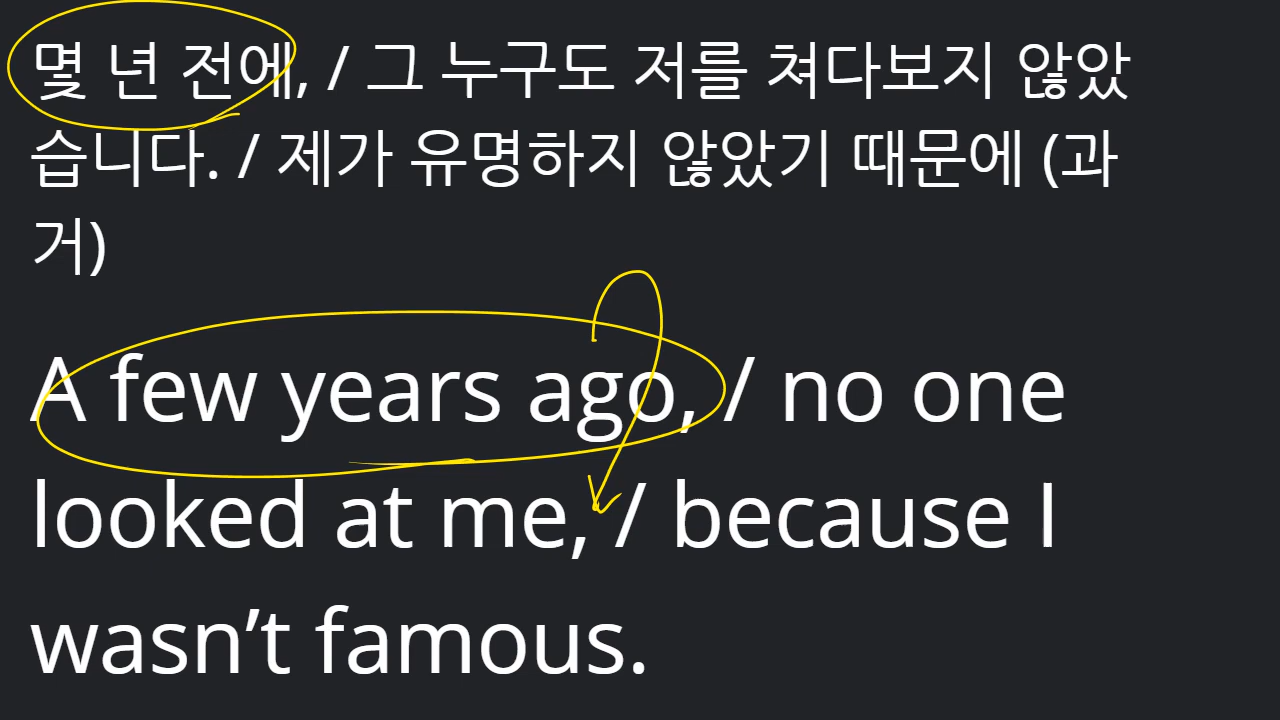 몇 년 전에, / 그 누구도 저를 쳐다보지 않았
습니다. / 제가 유명하지 않았기 때문에 (과
거)
A few years ago, / no one
looked at me, / because I
wasn’t famous.